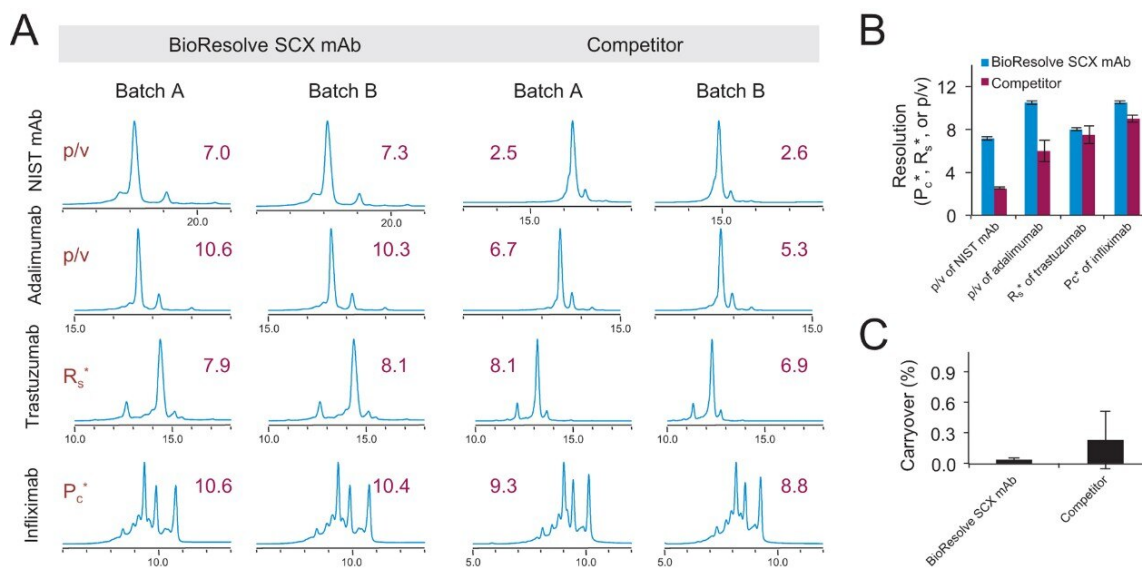 A
BioResolve SCX mAb Competitor
Batch A Batch B Batch A Batch B
NIST mAb
p/v 7.0 7.3 2.5 2.6
20.0 20.0 15.0 15.0
Adalimumab
p/v 10.6 10.3 6.7 5.3
15.0 15.0 15.0 15.0
Trastuzumab
Rs* 7.9 8.1 8.1 6.9
10.0 15.0 10.0 15.0 10.0 15.0 10.0 15.0
Infliximab
Pc* 10.6 10.4 9.3 8.8
10.0 10.0 5.0 10.0 5.0 10.0
B
BioResolve SCX mAb
Competitor
Resolution
(Pc*, Rs*, or p/v)
12
8
4
0
p/v of NIST mAb
p/v of adalimumab
Rs* of trastuzumab
Pc* of infliximab
C
Carryover (%)
0.9
0.6
0.3
0.0
BioResolve SCX mAb
Competitor